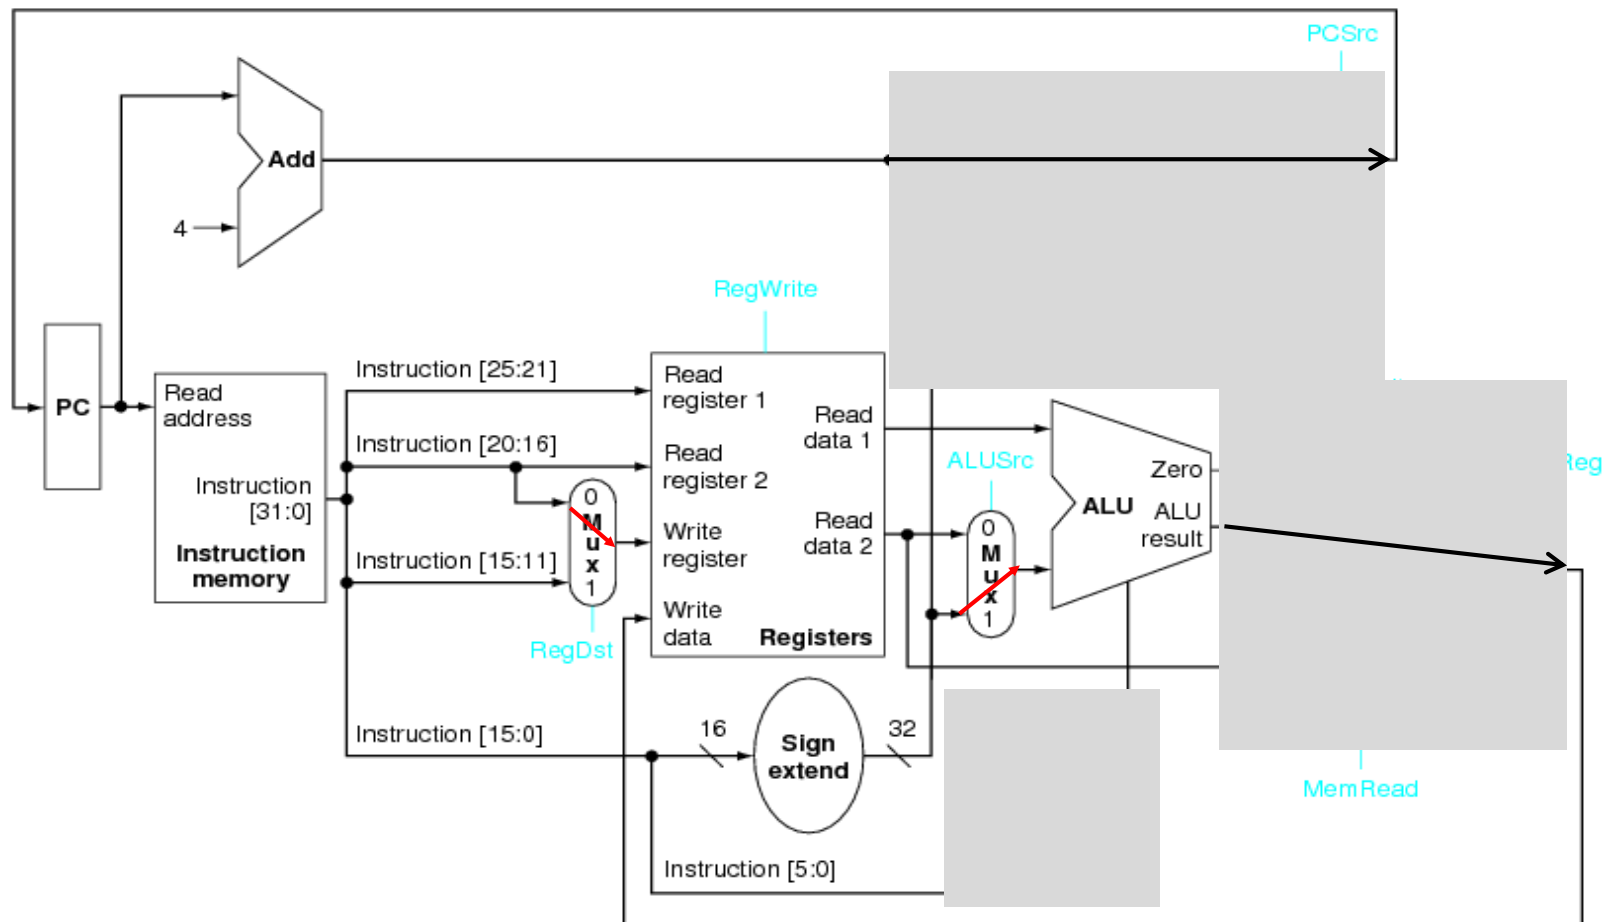 PCSrc
Add
4
RegWrite
PC
Read
address
Instruction
[31:0]
Instruction
memory
Instruction [25:21]
Instruction [20:16]
Instruction [15:11]
Instruction [15:0]
0
M
u
x
1
RegDst
Read
register 1
Read
register 2
Write
register
Write
data
Read
data 1
Read
data 2
Registers
ALUSrc
0
M
u
x
1
Zero
ALU
ALU
result
Reg
16
Sign
extend
32
MemRead
Instruction [5:0]